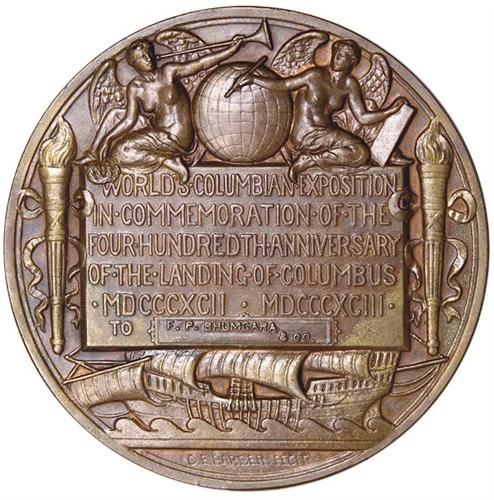 WORLD'S·COLUMBIAN·EXPOSITION
IN·COMMEMORATION·OF·THE
FOUR·HUNDREDTH·ANNIVERSARY
OF·THE·LANDING·OF·COLUMBUS
·MDCCCXCII·MDCCCXCIII·
TO F. P. BHUMGARA
& CO.
C·E·BARBER·FECIT